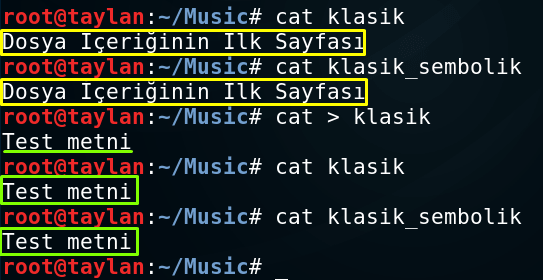 root@taylan:~/Music# cat klasik
Dosya Içeriğinin Ilk Sayfası
root@taylan:~/Music# cat klasik_sembolik
Dosya Içeriğinin Ilk Sayfası
root@taylan:~/Music# cat > klasik
Test metni
root@taylan:~/Music# cat klasik
Test metni
root@taylan:~/Music# cat klasik_sembolik
Test metni
root@taylan:~/Music# _